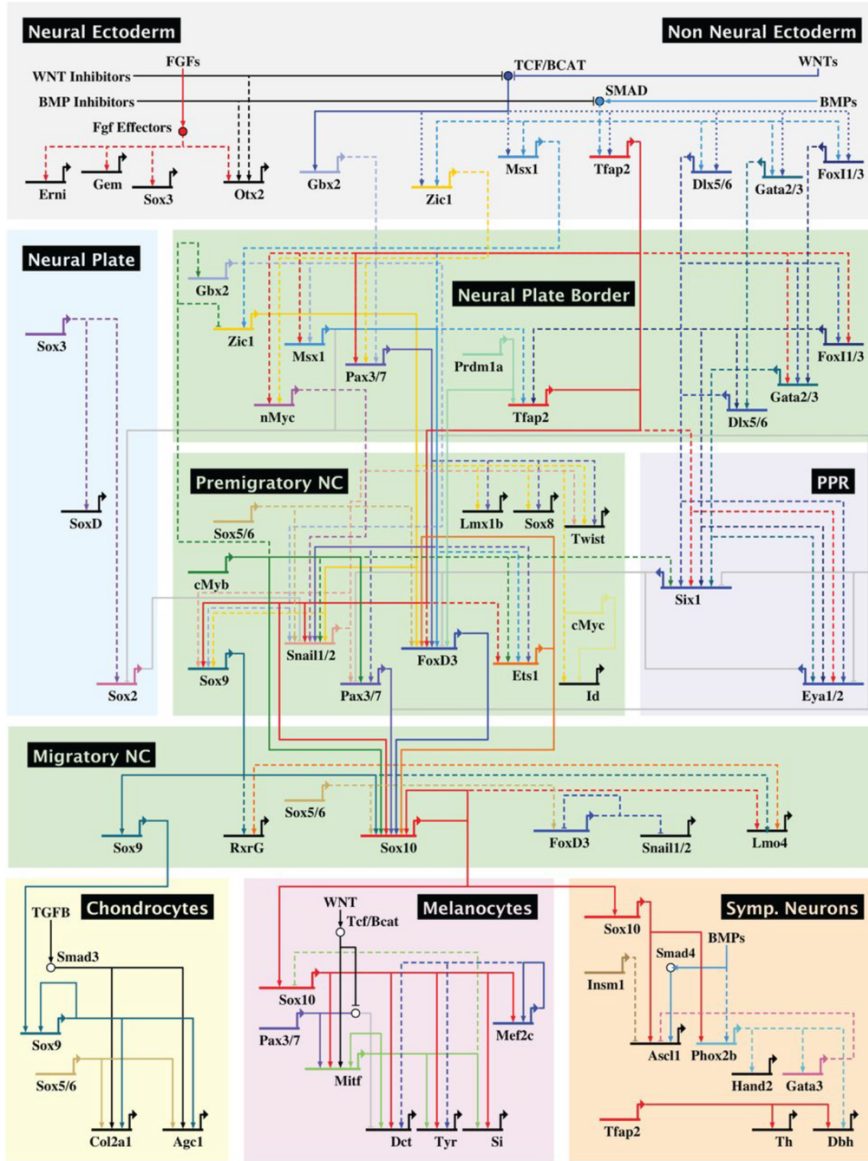 Neural Ectoderm
Non Neural Ectoderm
FGFs
TCF/BCAT
WNTs
WNT Inhibitors
SMAD
BMP Inhibitors
BMPs
Fgf Effectors
Erni
Gem
Sox3
Otx2
Gbx2
Zic1
Msx1
Tfap2
Dlx5/6
Gata2/3
FoxI1/3
Neural Plate
Neural Plate Border
Gbx2
Sox3
Zic1
Msx1
Pax3/7
Prdm1a
FoxI1/3
nMyc
Tfap2
Gata2/3
Dlx5/6
Premigratory NC
PPR
SoxD
Sox5/6
Lmx1b
Sox8
Twist
cMyb
Six1
cMyc
Snail1/2
FoxD3
Sox2
Sox9
Pax3/7
Ets1
Id
Eya1/2
Migratory NC
Sox5/6
Sox9
RxrG
Sox10
FoxD3
Snail1/2
Lmo4
Chondrocytes
Melanocytes
Symp. Neurons
TGFB
Smad3
Sox9
Sox5/6
Col2a1
Agc1
WNT
Tcf/Bcat
Sox10
Pax3/7
Mef2c
Mitf
Dct
Tyr
Si
Sox10
Smad4
BMPs
Insm1
Ascl1
Phox2b
Hand2
Gata3
Tfap2
Th
Dbh